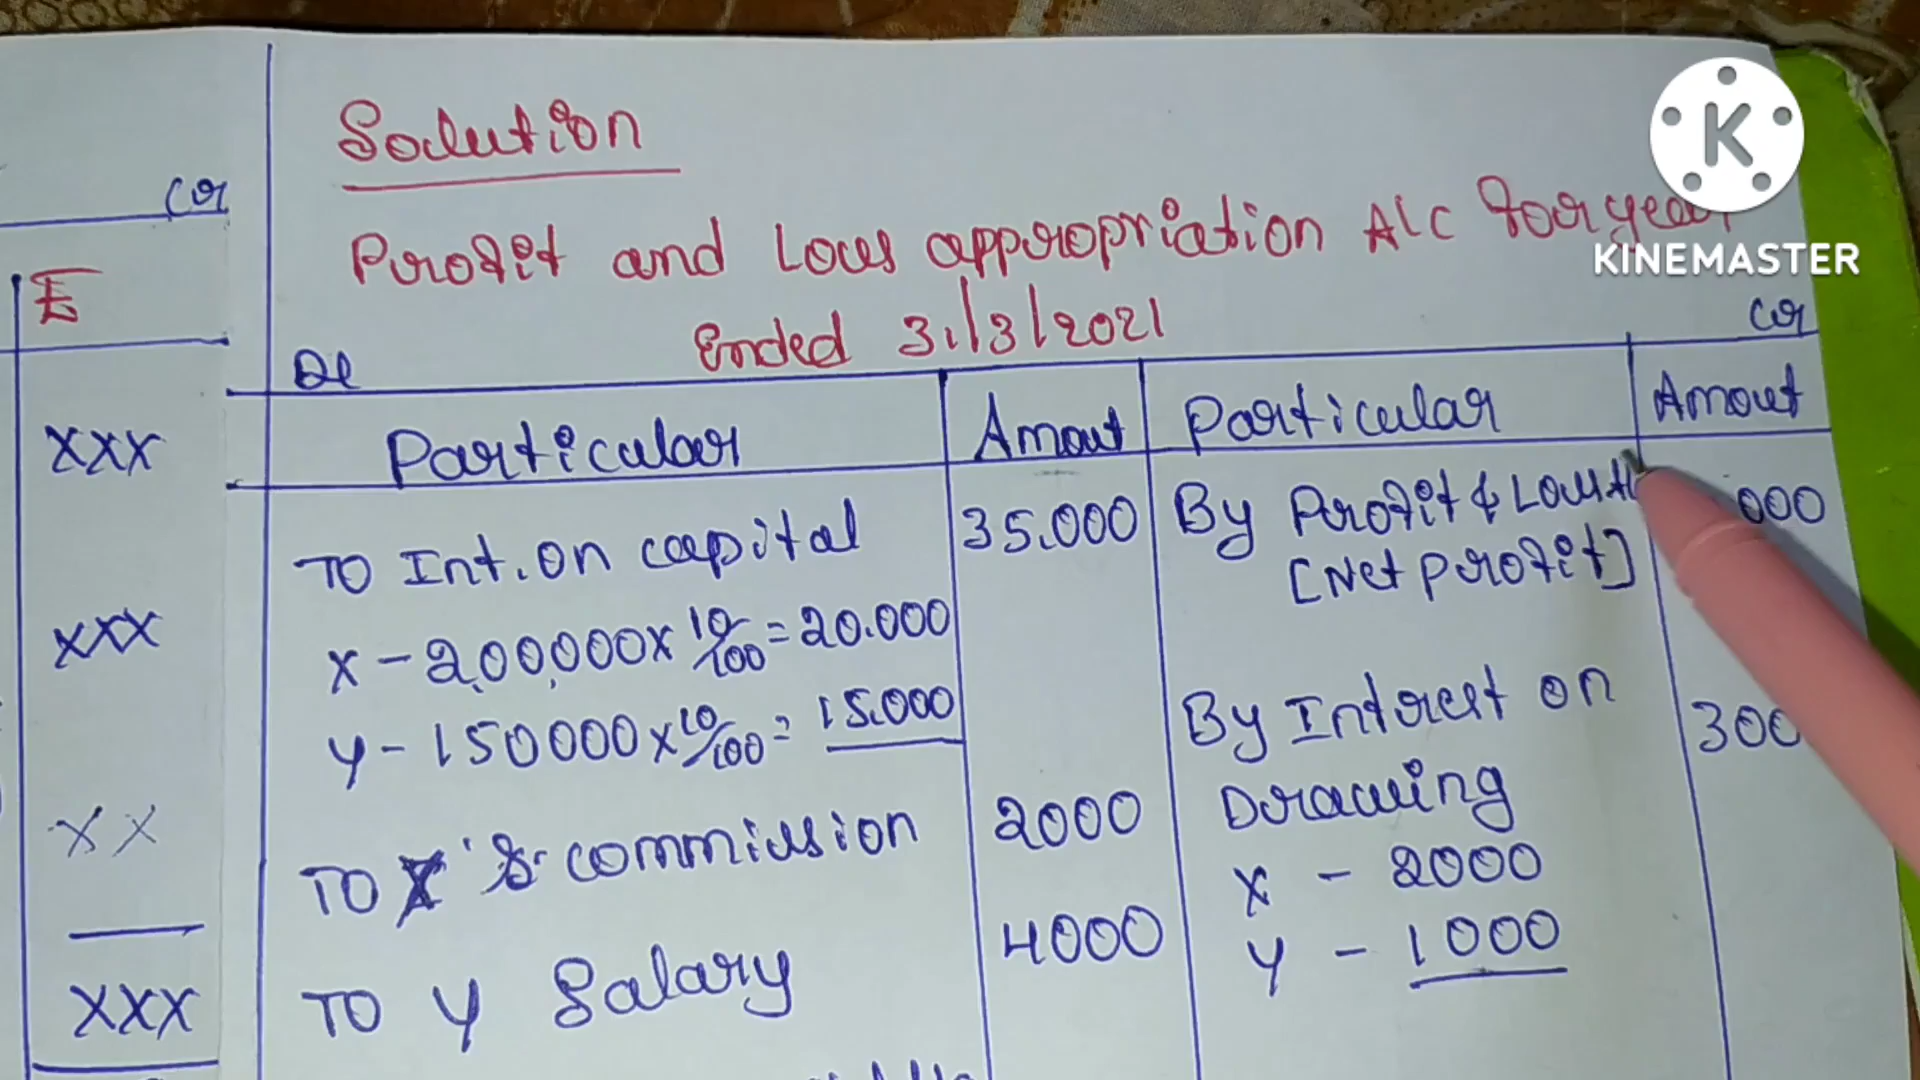 Solution
K
KINEMASTER
Profit and Loss appropriation A/c for year
Ended 31/3/2021
Cr
Cr
Dr
₤
Particular Amout Particular Amout
XXX
To Int. on capital 35.000 By Profit & Loss A/
000
[Net profit]
X - 2,00,000 x 10/100 = 20.000
XXX
Y - 150000 x 10/100 = 15.000
By Interest on 300
Drawing
XX
To X's commission 2000
X - 2000
To Y Salary 4000
Y - 1000
XXX